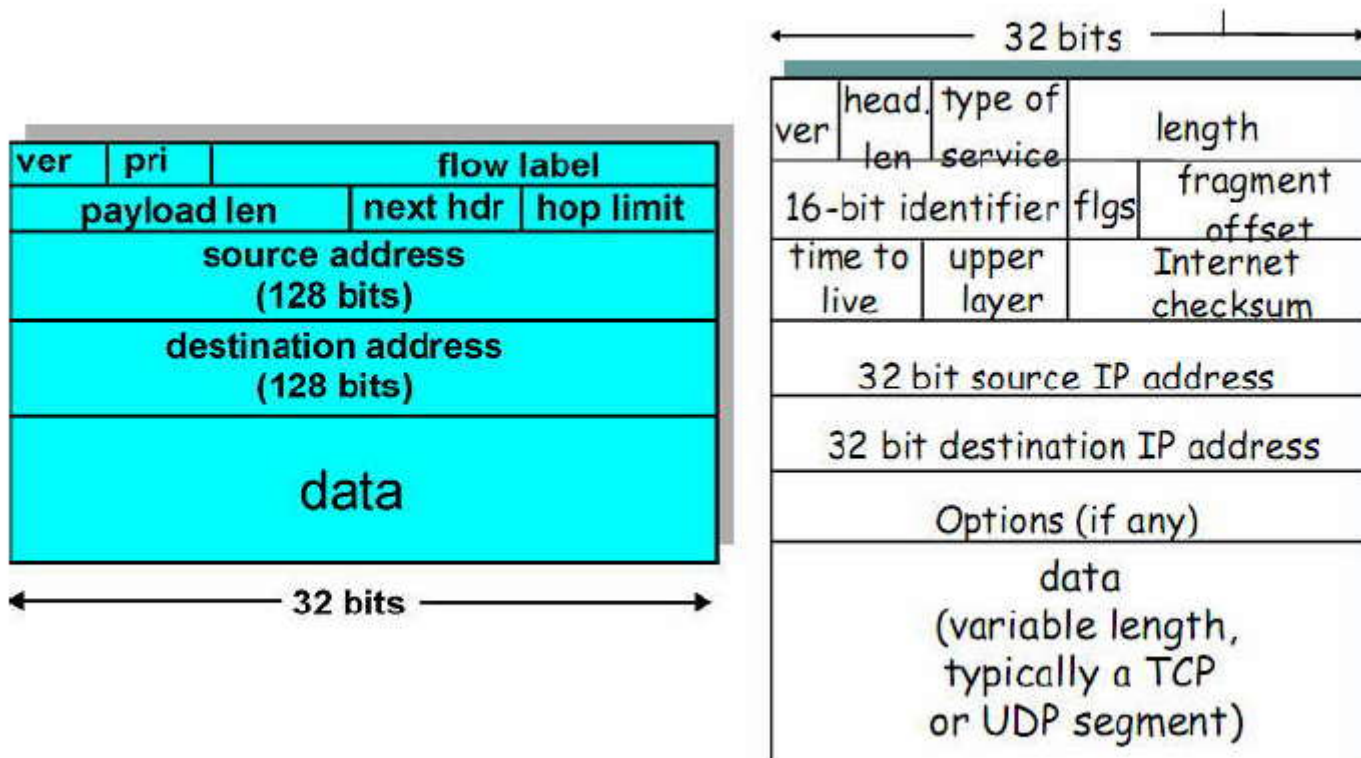 ver pri flow label
payload len next hdr hop limit
source address
(128 bits)
destination address
(128 bits)
data
32 bits
32 bits
ver head. len type of service length
16-bit identifier flgs fragment offset
time to live upper layer Internet checksum
32 bit source IP address
32 bit destination IP address
Options (if any)
data
(variable length,
typically a TCP
or UDP segment)